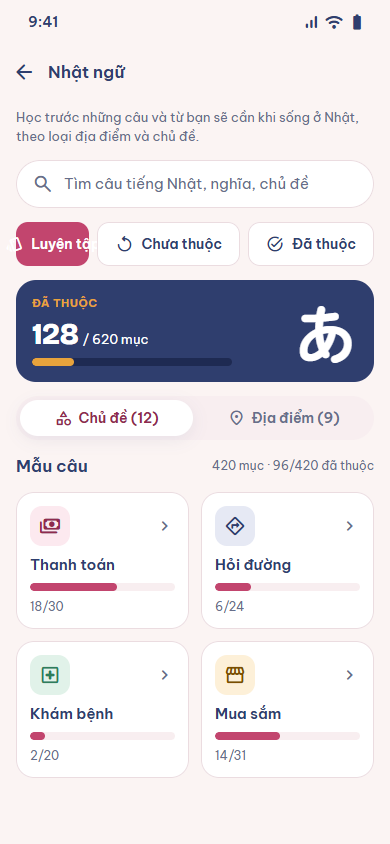 9:41
Nhật ngữ
Học trước những câu và từ bạn sẽ cần khi sống ở Nhật,
theo loại địa điểm và chủ đề.
Tìm câu tiếng Nhật, nghĩa, chủ đề
Luyện
Chưa thuộc
Đã thuộc
ĐÃ THUỘC
128 / 620 mục
あ
Chủ đề (12)
Địa điểm (9)
Mẫu câu
420 mục · 96/420 đã thuộc
Thanh toán
18/30
Hỏi đường
6/24
Khám bệnh
2/20
Mua sắm
14/31